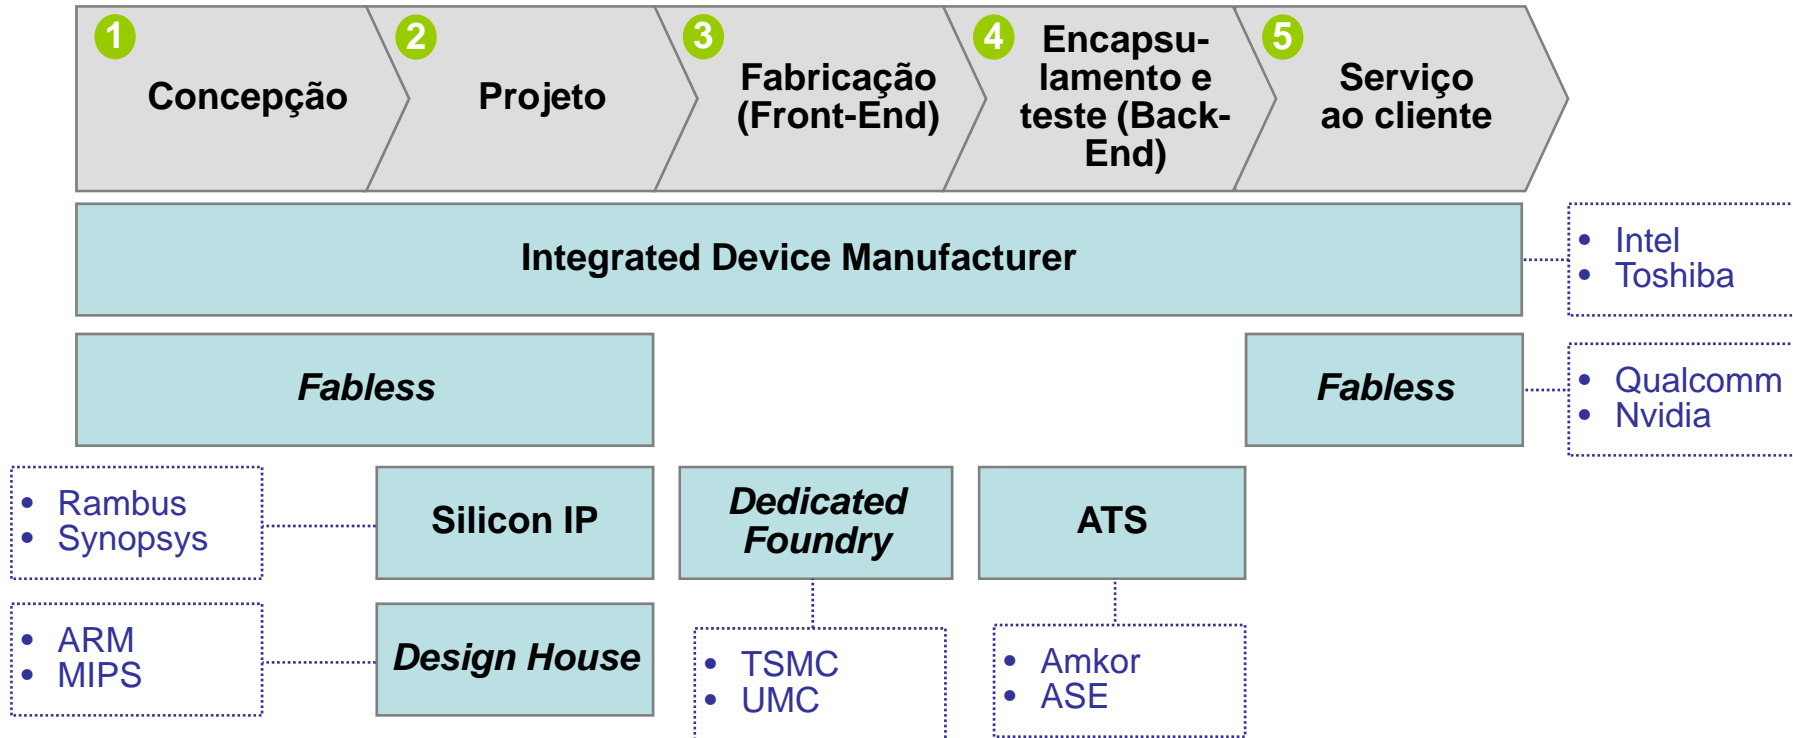 1
Concepção
2
Projeto
3
Fabricação
(Front-End)
4
Encapsu-
lamento e
teste (Back-
End)
5
Serviço
ao cliente
Integrated Device Manufacturer
• Intel
• Toshiba
Fabless
Fabless
• Qualcomm
• Nvidia
• Rambus
• Synopsys
Silicon IP
Dedicated
Foundry
ATS
• ARM
• MIPS
Design House
• TSMC
• UMC
• Amkor
• ASE